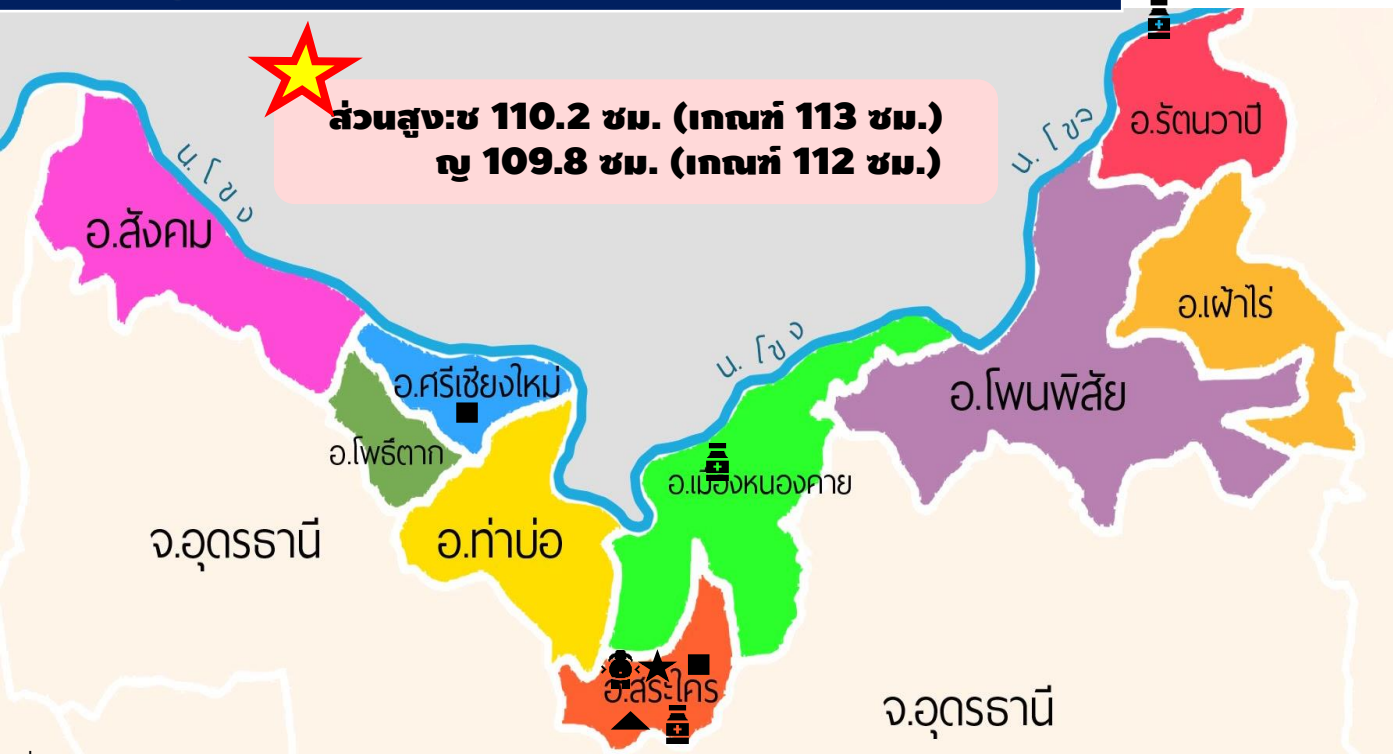 ส่วนสูง:ช 110.2 ซม. (เกณฑ์ 113 ซม.)
ญ 109.8 ซม. (เกณฑ์ 112 ซม.)
อ.รัตนวาปี
น. โขง
น. โขง
อ.สังคม
อ.เฝ้าไร่
น. โขง
อ.ศรีเชียงใหม่
อ.โพนพิสัย
อ.โพธิ์ตาก
อ.เมืองหนองคาย
จ.อุดรธานี
อ.ท่าบ่อ
อ.สระใคร
จ.อุดรธานี